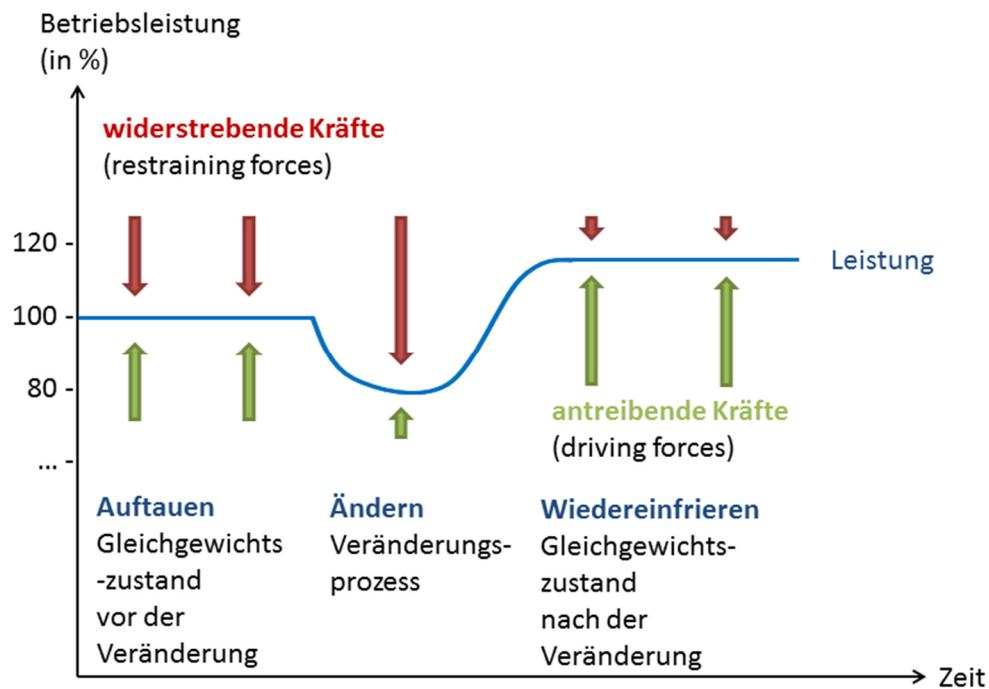 Betriebsleistung
(in %)
widerstrebende Kräfte
(restraining forces)
120 -
100 -
80 -
... -
Leistung
antreibende Kräfte
(driving forces)
Auftauen
Gleichgewichts
-zustand
vor der
Veränderung
Ändern
Veränderungs-
prozess
Wiedereinfrieren
Gleichgewichts-
zustand
nach der
Veränderung
Zeit